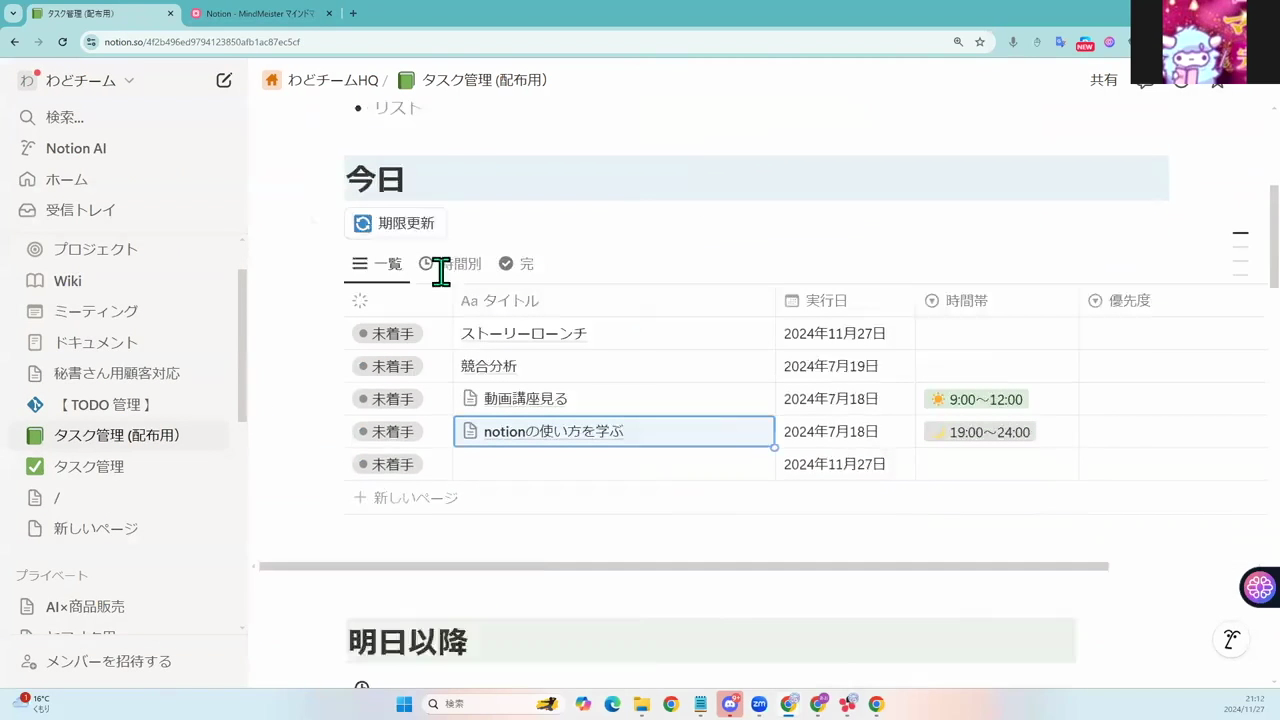 タスク管理 (配布用)
Notion - MindMeister マインドマ
notion.so/4f2b496ed9794123850afb1ac87ec5cf
NEW
わ わどチーム
わどチームHQ / タスク管理 (配布用)
共有
検索...
Notion AI
ホーム
受信トレイ
プロジェクト
Wiki
ミーティング
ドキュメント
秘書さん用顧客対応
【 TODO 管理 】
タスク管理 (配布用)
タスク管理
/
新しいページ
プライベート
AI×商品販売
メンバーを招待する
リスト
今日
期限更新
一覧 時間別 完
Aa タイトル 実行日 時間帯 優先度
未着手 ストーリーローンチ 2024年11月27日
未着手 競合分析 2024年7月19日
未着手 動画講座見る 2024年7月18日 9:00〜12:00
未着手 notionの使い方を学ぶ 2024年7月18日 19:00〜24:00
未着手 2024年11月27日
新しいページ
明日以降
1 16°C
くもり
検索
21:12
2024/11/27